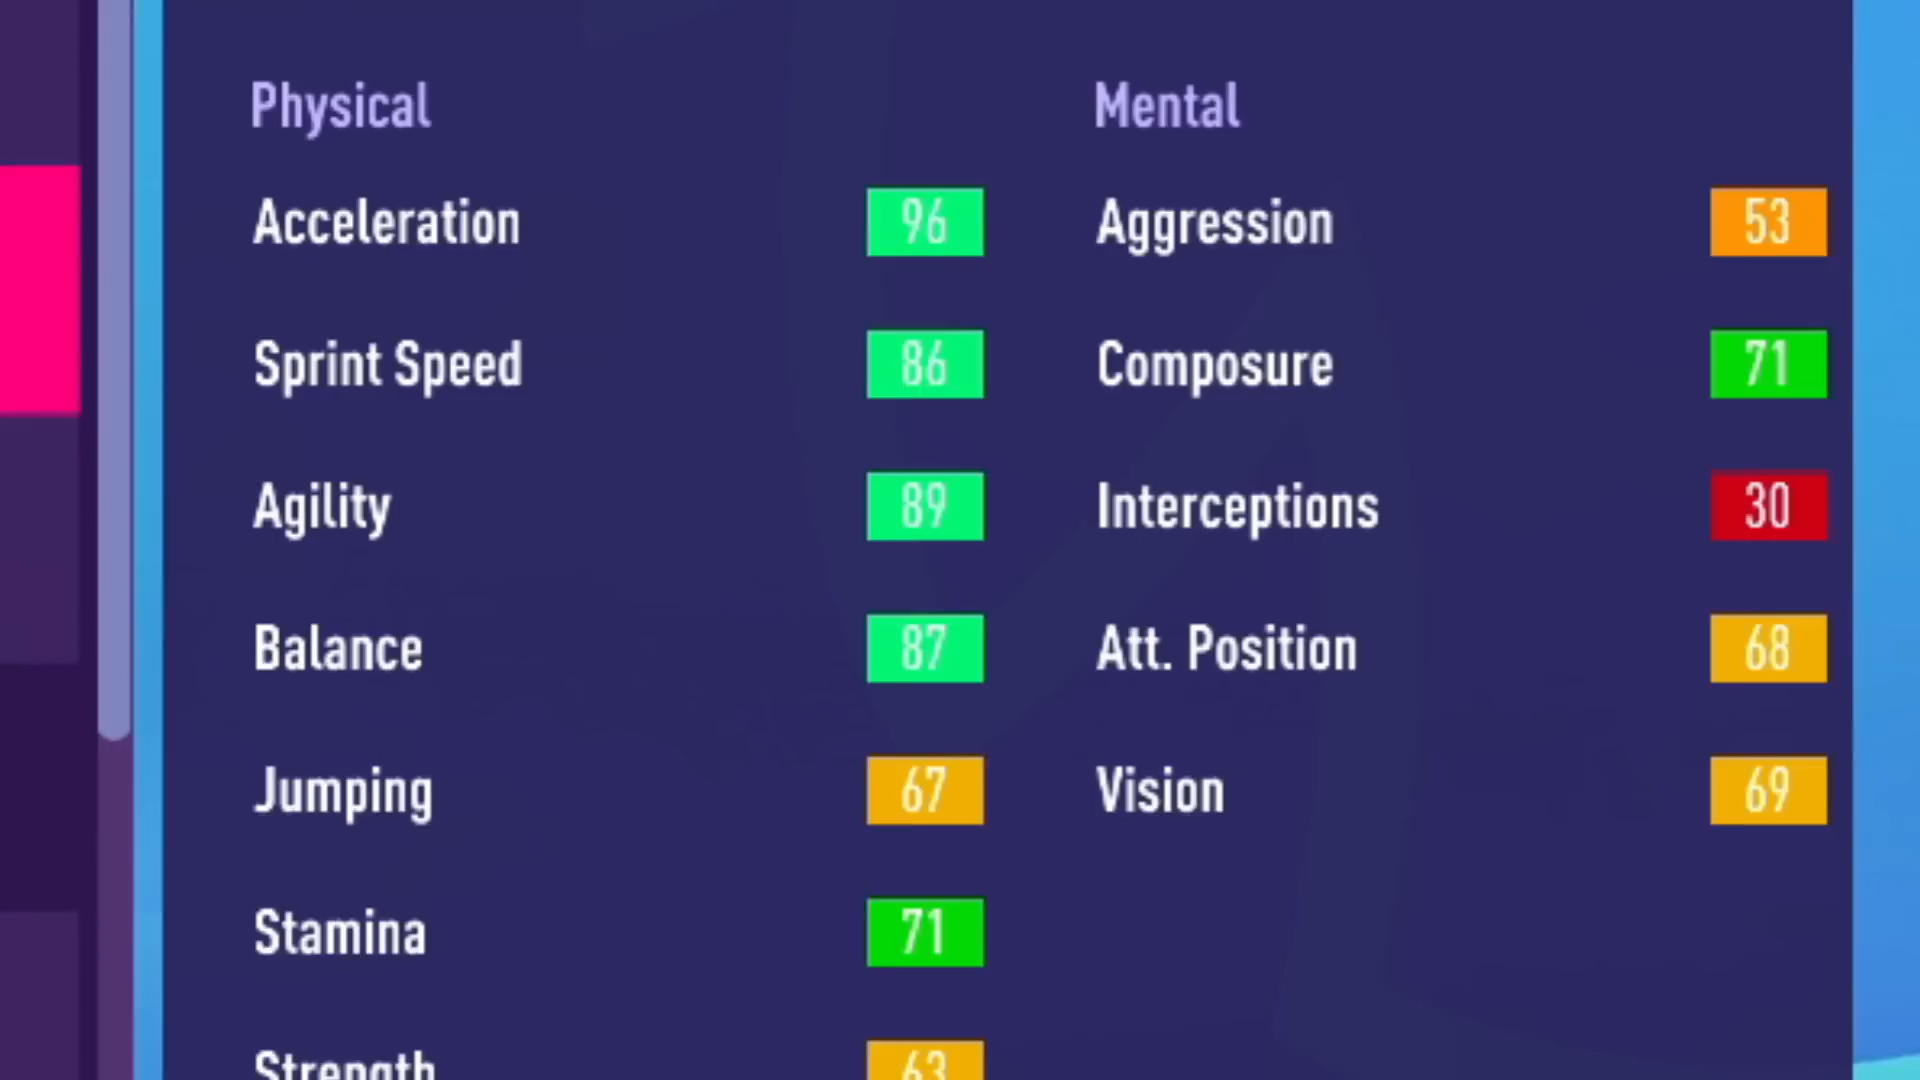 Physical
Acceleration 96
Sprint Speed 86
Agility 89
Balance 87
Jumping 67
Stamina 71
Strength 63
Mental
Aggression 53
Composure 71
Interceptions 30
Att. Position 68
Vision 69